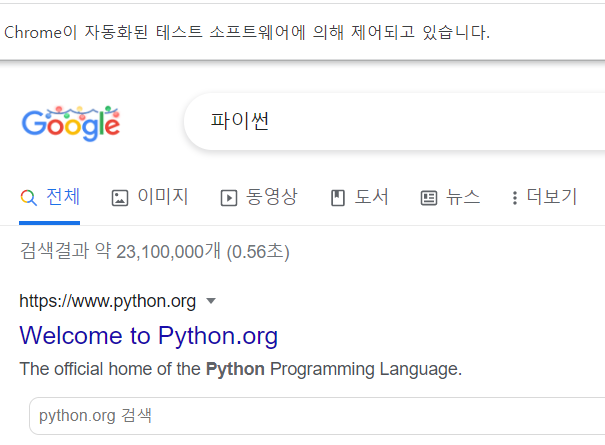 Chrome이 자동화된 테스트 소프트웨어에 의해 제어되고 있습니다.
Google
파이썬
전체 이미지 동영상 도서 뉴스 더보기
검색결과 약 23,100,000개 (0.56초)
https://www.python.org
Welcome to Python.org
The official home of the Python Programming Language.
python.org 검색